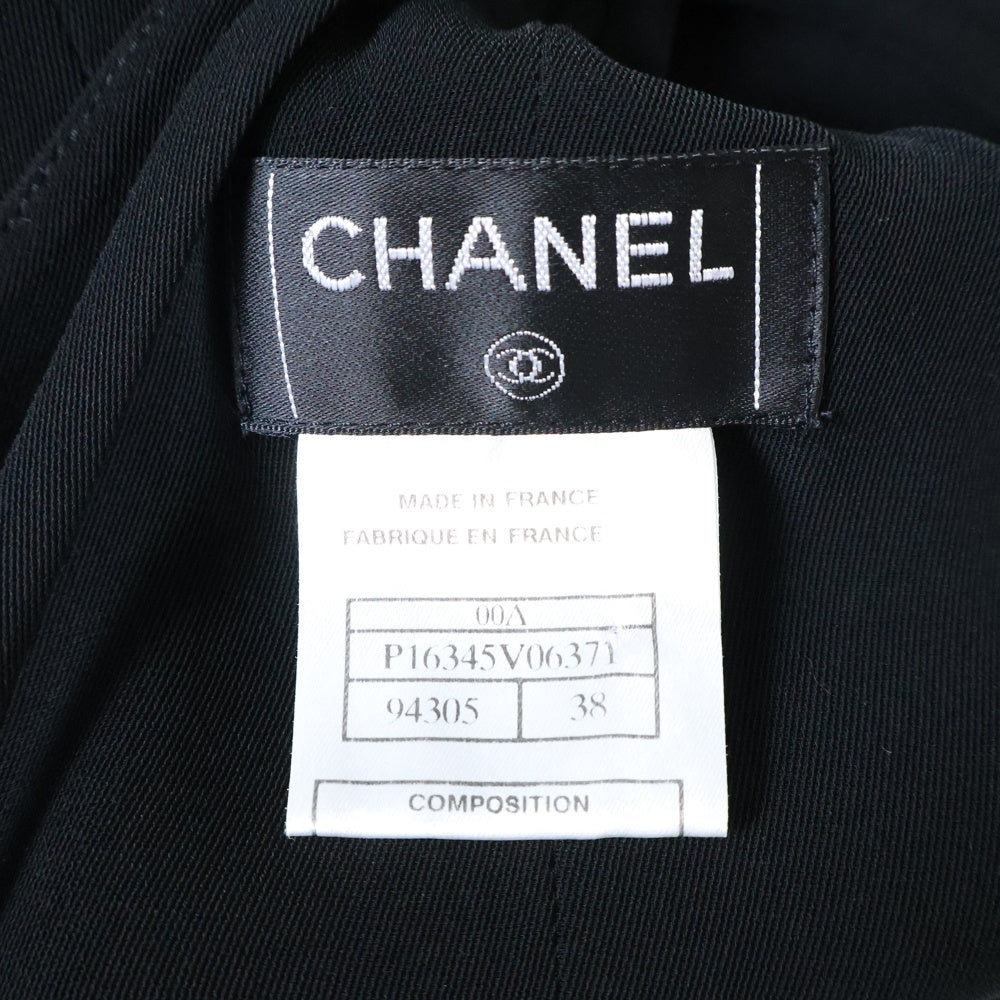 CHANEL
MADE IN FRANCE
FABRIQUE EN FRANCE
00A
P16345V06371
94305 38
COMPOSITION